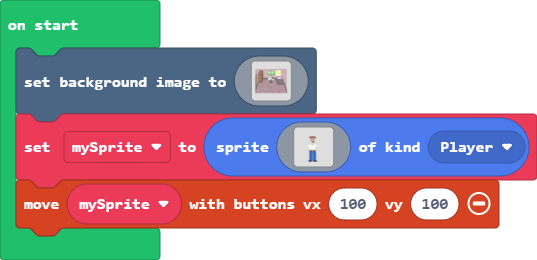 on start
set background image to
set mySprite to sprite of kind Player
move mySprite with buttons vx 100 vy 100